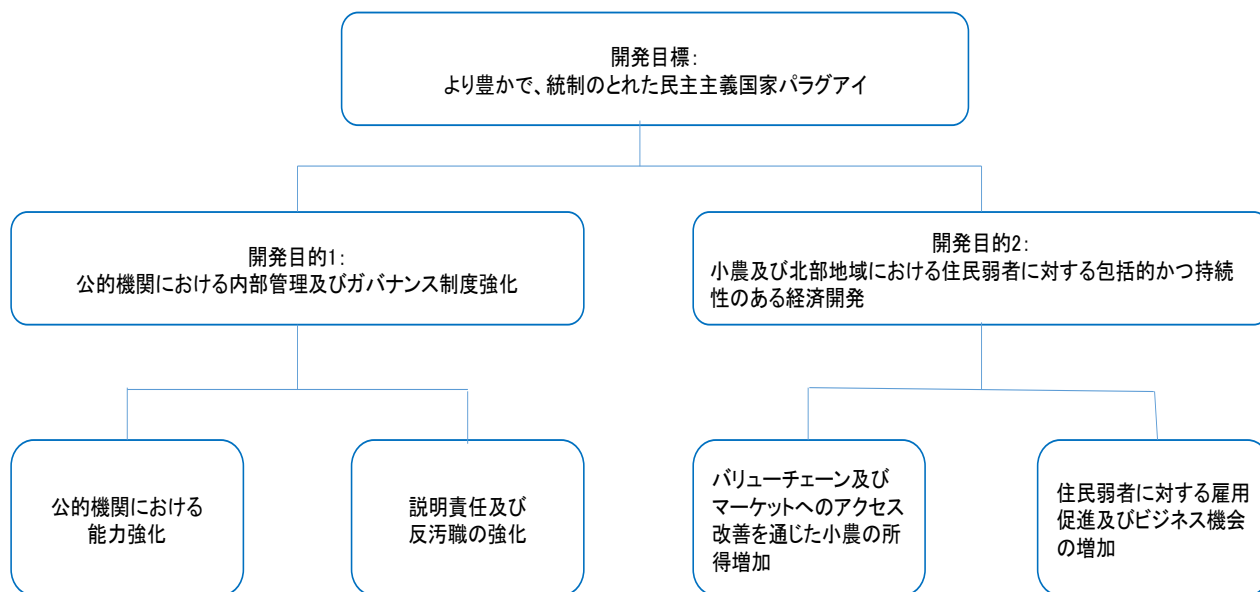 開発目標:
より豊かで、統制のとれた民主主義国家パラグアイ
開発目的1:
公的機関における内部管理及びガバナンス制度強化
開発目的2:
小農及び北部地域における住民弱者に対する包括的かつ持続
性のある経済開発
公的機関における
能力強化
説明責任及び
反汚職の強化
バリューチェーン及び
マーケットへのアクセス
改善を通じた小農の所
得増加
住民弱者に対する雇用
促進及びビジネス機会
の増加